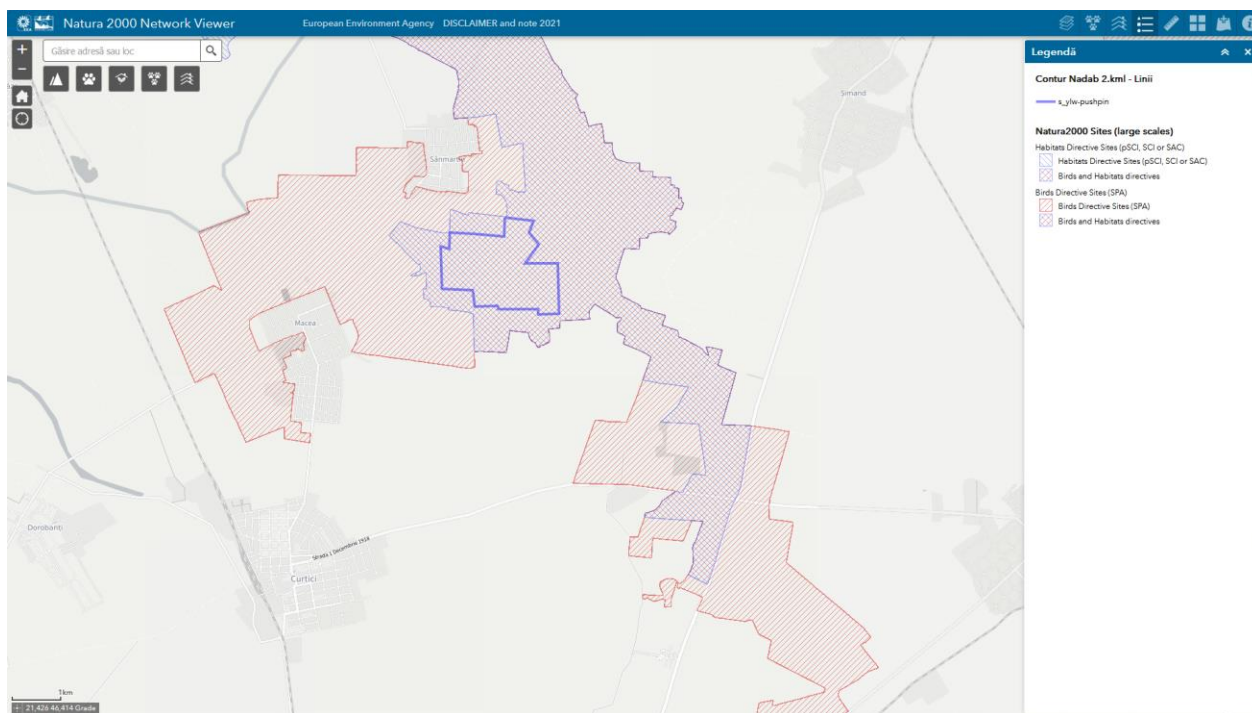 Natura 2000 Network Viewer
European Environment Agency DISCLAIMER and note 2021
Găsire adresă sau loc
Legendă
Contur Nadab 2.kml - Linii
s_ylw-pushpin
Natura2000 Sites (large scales)
Habitats Directive Sites (pSCI, SCI or SAC)
Habitats Directive Sites (pSCI, SCI or SAC)
Birds and Habitats directives
Birds Directive Sites (SPA)
Birds Directive Sites (SPA)
Birds and Habitats directives
Simand
Macea
Dorobanti
Strada 1 Decembrie 1918
Curtici
1km
21,426 46,414 Grade